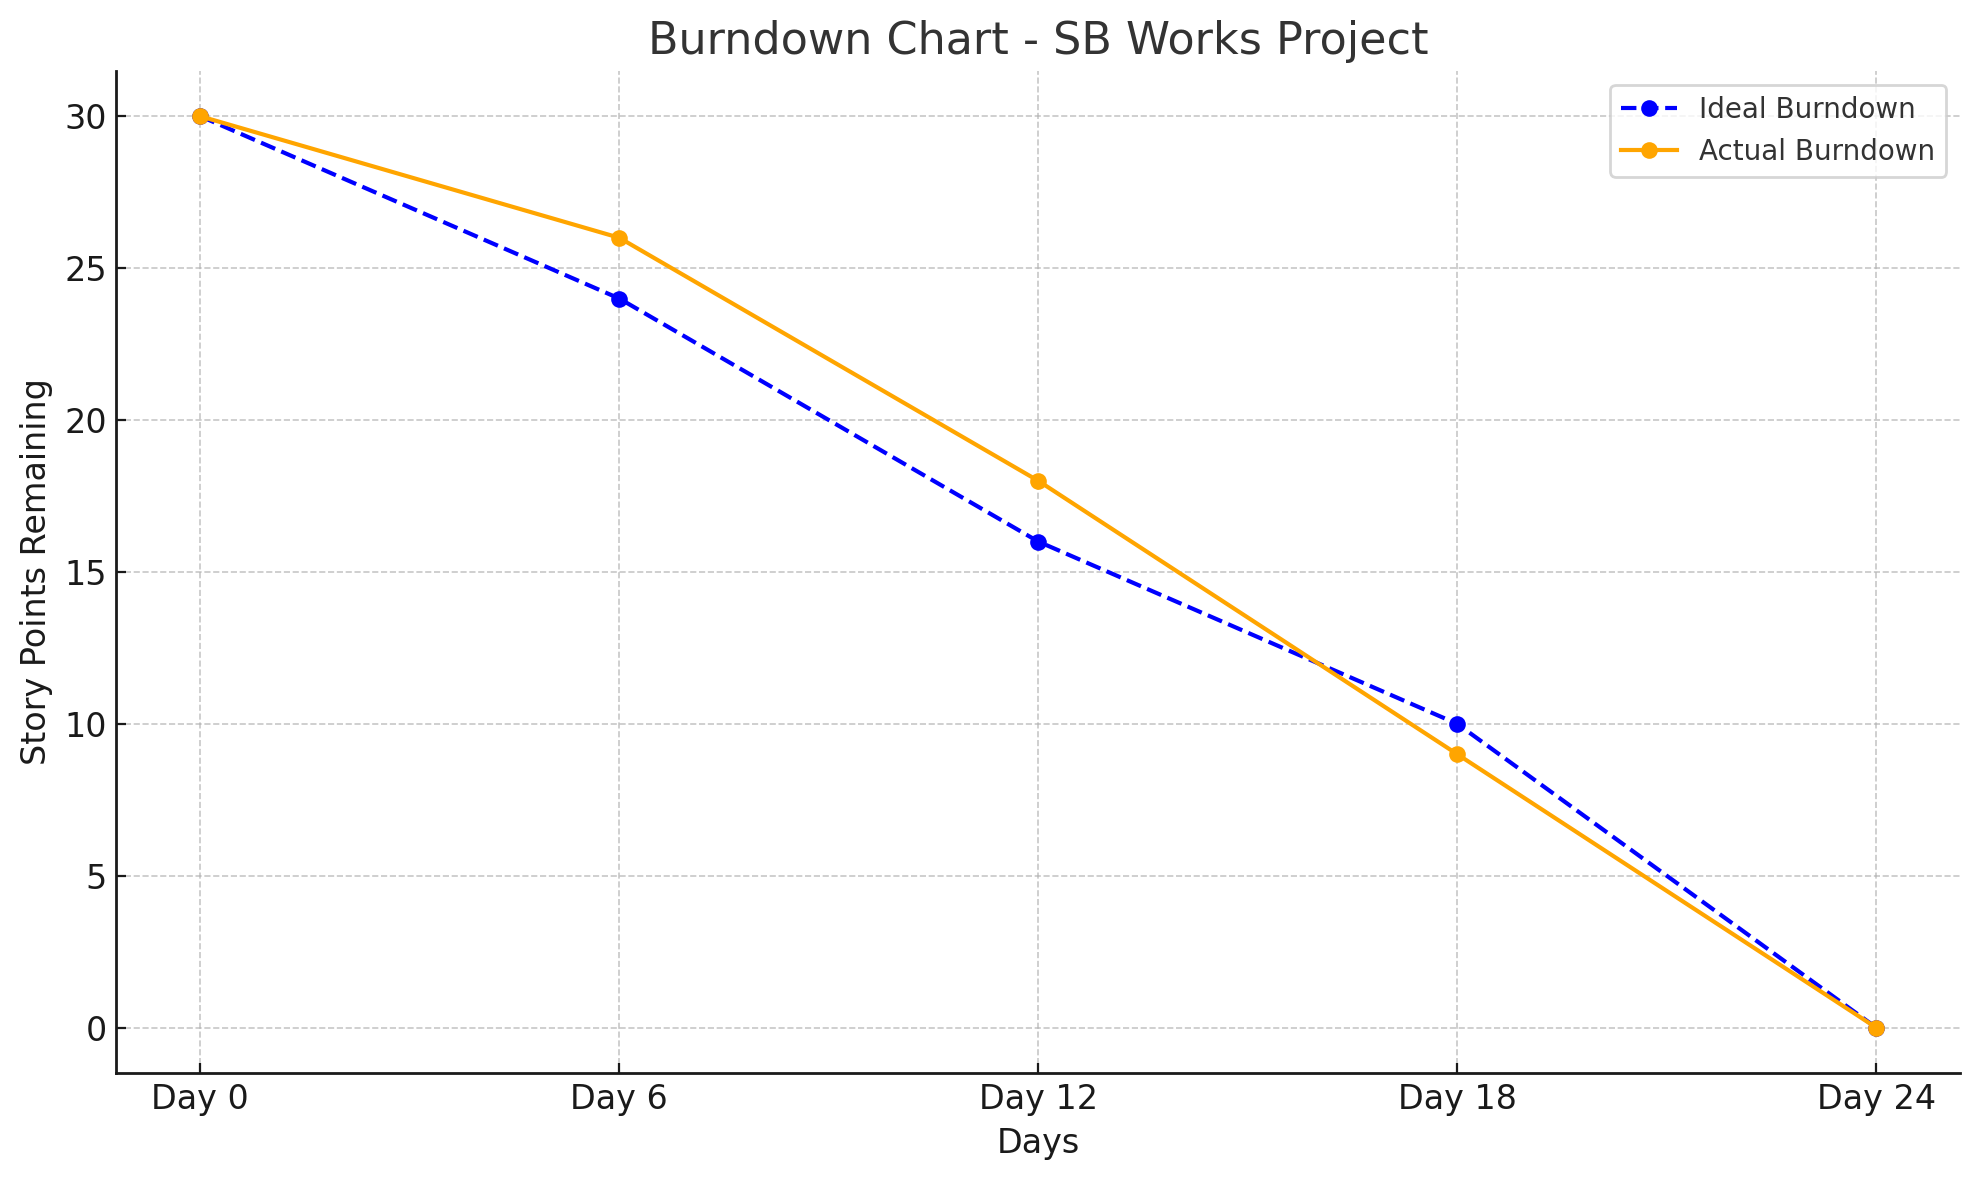 Burndown Chart - SB Works Project
Ideal Burndown
Actual Burndown
Story Points Remaining
30
25
20
15
10
5
0
Day 0
Day 6
Day 12
Day 18
Day 24
Days